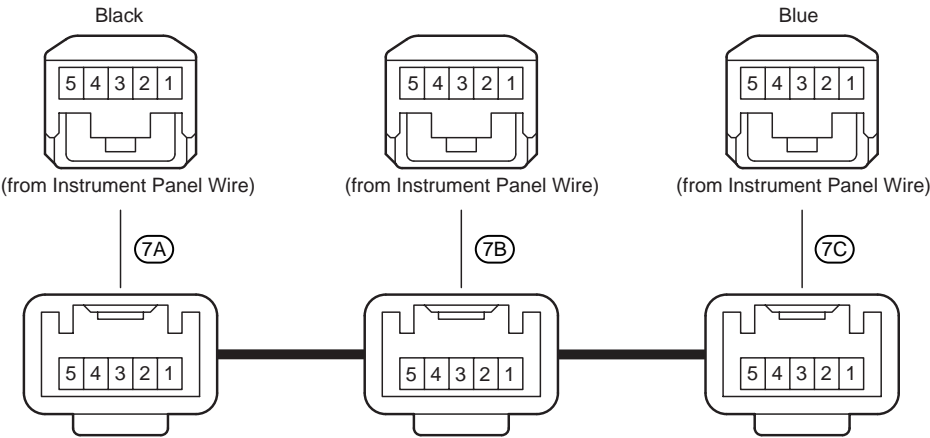 Black Blue
5 4 3 2 1 5 4 3 2 1 5 4 3 2 1
(from Instrument Panel Wire) (from Instrument Panel Wire) (from Instrument Panel Wire)
7A 7B 7C
5 4 3 2 1 5 4 3 2 1 5 4 3 2 1